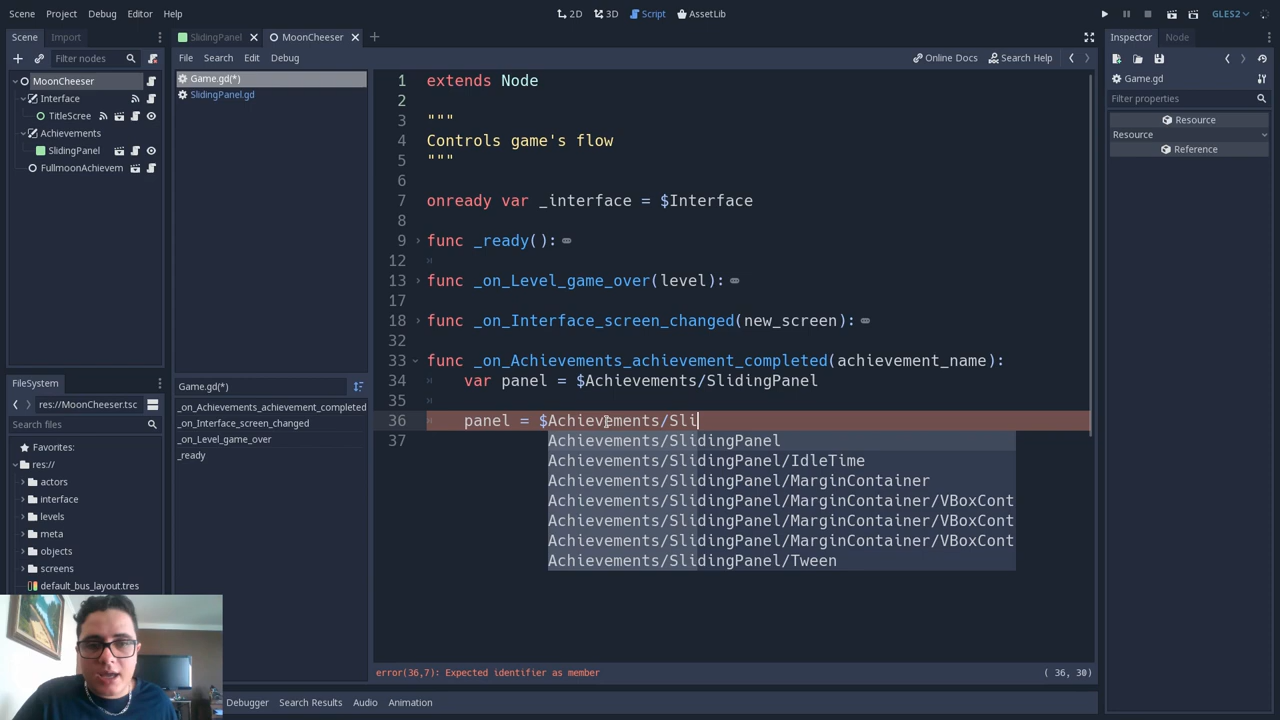 Scene Project Debug Editor Help
2D 3D Script AssetLib
GLES2
Scene Import
SlidingPanel MoonCheeser
Inspector Node
Filter nodes
File Search Edit Debug
Online Docs Search Help
MoonCheeser
Interface
TitleScree
Achievements
SlidingPanel
FullmoonAchievem
Game.gd(*)
SlidingPanel.gd
Game.gd
Filter properties
Resource
Resource
Reference
1 extends Node
2
3 """
4 Controls game's flow
5 """
6
7 onready var _interface = $Interface
8
9 func _ready():
12
13 func _on_Level_game_over(level):
17
18 func _on_Interface_screen_changed(new_screen):
32
33 func _on_Achievements_achievement_completed(achievement_name):
34 var panel = $Achievements/SlidingPanel
35
36 panel = $Achievements/Sli
37
Achievements/SlidingPanel
Achievements/SlidingPanel/IdleTime
Achievements/SlidingPanel/MarginContainer
Achievements/SlidingPanel/MarginContainer/VBoxCont
Achievements/SlidingPanel/MarginContainer/VBoxCont
Achievements/SlidingPanel/MarginContainer/VBoxCont
Achievements/SlidingPanel/Tween
FileSystem
res://MoonCheeser.tsc
Search files
Favorites:
res://
actors
interface
levels
meta
objects
screens
default_bus_layout.tres
Game.gd(*)
_on_Achievements_achievement_completed
_on_Interface_screen_changed
_on_Level_game_over
_ready
error(36,7): Expected identifier as member
( 36, 30)
Debugger Search Results Audio Animation